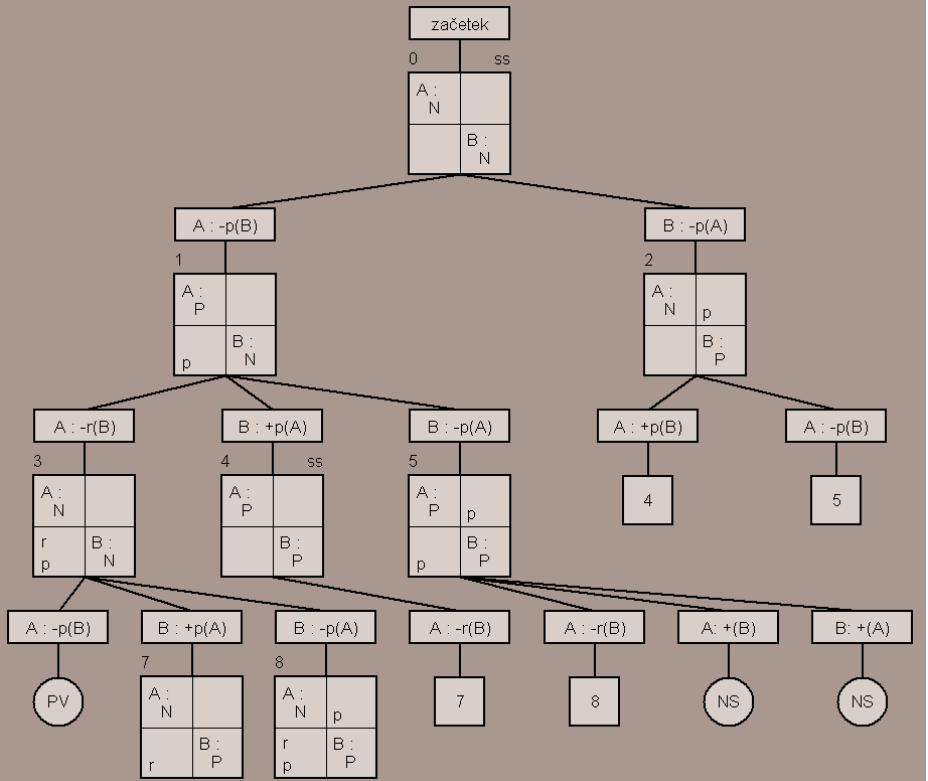 začetek
0 ss
A :
N
B :
N
A : -p(B) B : -p(A)
1 2
A :
P
p
B :
N
A :
N
p
B :
P
A : -r(B) B : +p(A) B : -p(A) A : +p(B) A : -p(B)
3 4 ss 5
A :
N
r
p
B :
N
A :
P
B :
P
A :
P
p
p
B :
P
4 5
A : -p(B) B : +p(A) B : -p(A) A : -r(B) A : -r(B) A: +(B) B: +(A)
7 8
PV
A :
N
r
B :
P
A :
N
p
r
p
B :
P
7 8 NS NS